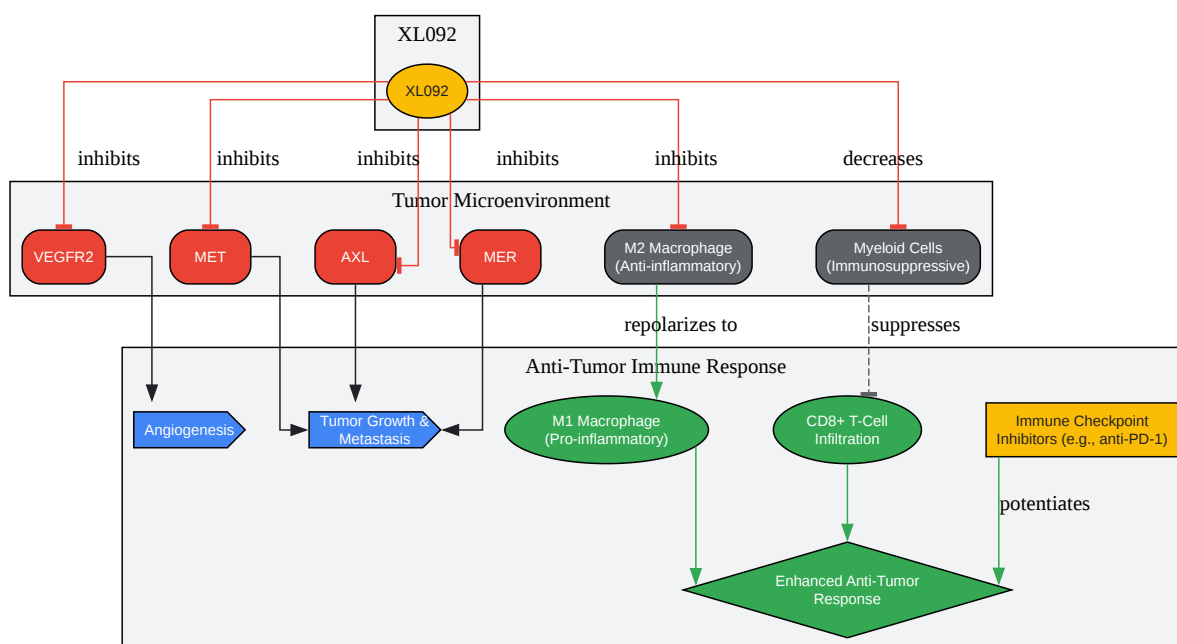 XL092
XL092
inhibits
inhibits
inhibits
inhibits
inhibits
decreases
Tumor Microenvironment
VEGFR2
MET
AXL
MER
M2 Macrophage
(Anti-inflammatory)
Myeloid Cells
(Immunosuppressive)
repolarizes to
suppresses
Anti-Tumor Immune Response
Angiogenesis
Tumor Growth &
Metastasis
M1 Macrophage
(Pro-inflammatory)
CD8+ T-Cell
Infiltration
Immune Checkpoint
Inhibitors (e.g., anti-PD-1)
potentiates
Enhanced Anti-Tumor
Response